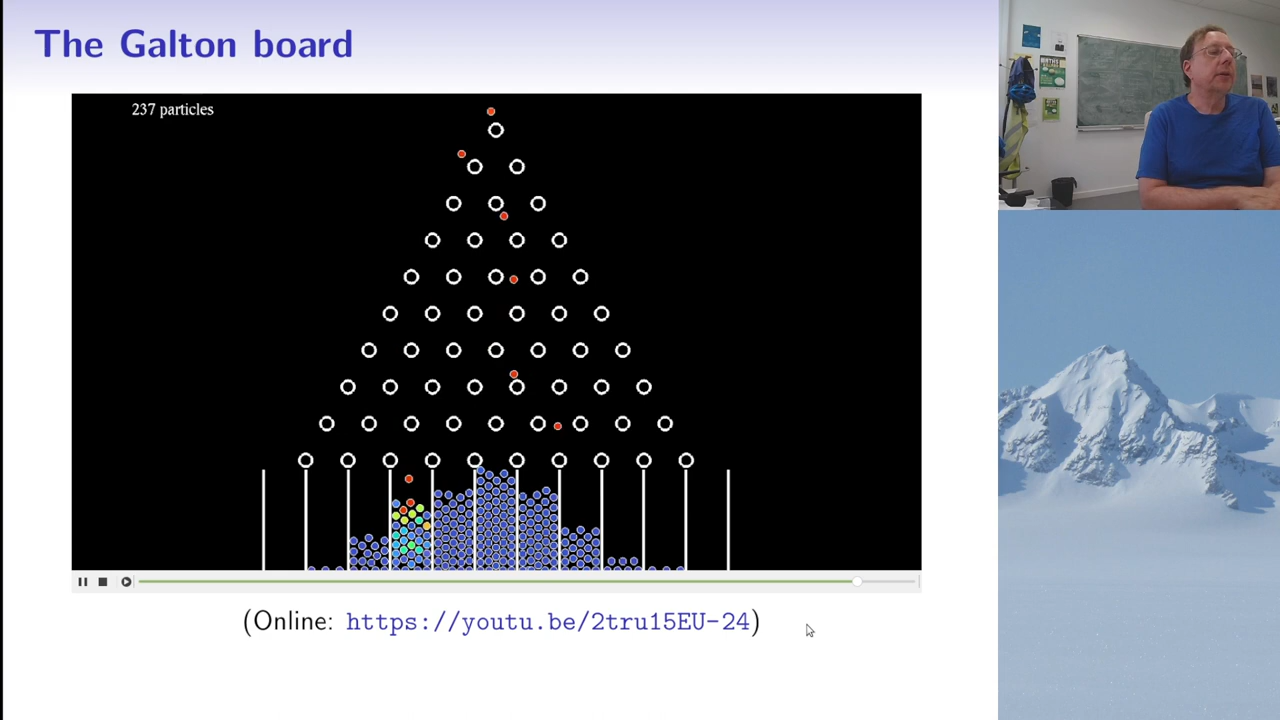 The Galton board
237 particles
(Online: https://youtu.be/2tru15EU-24)